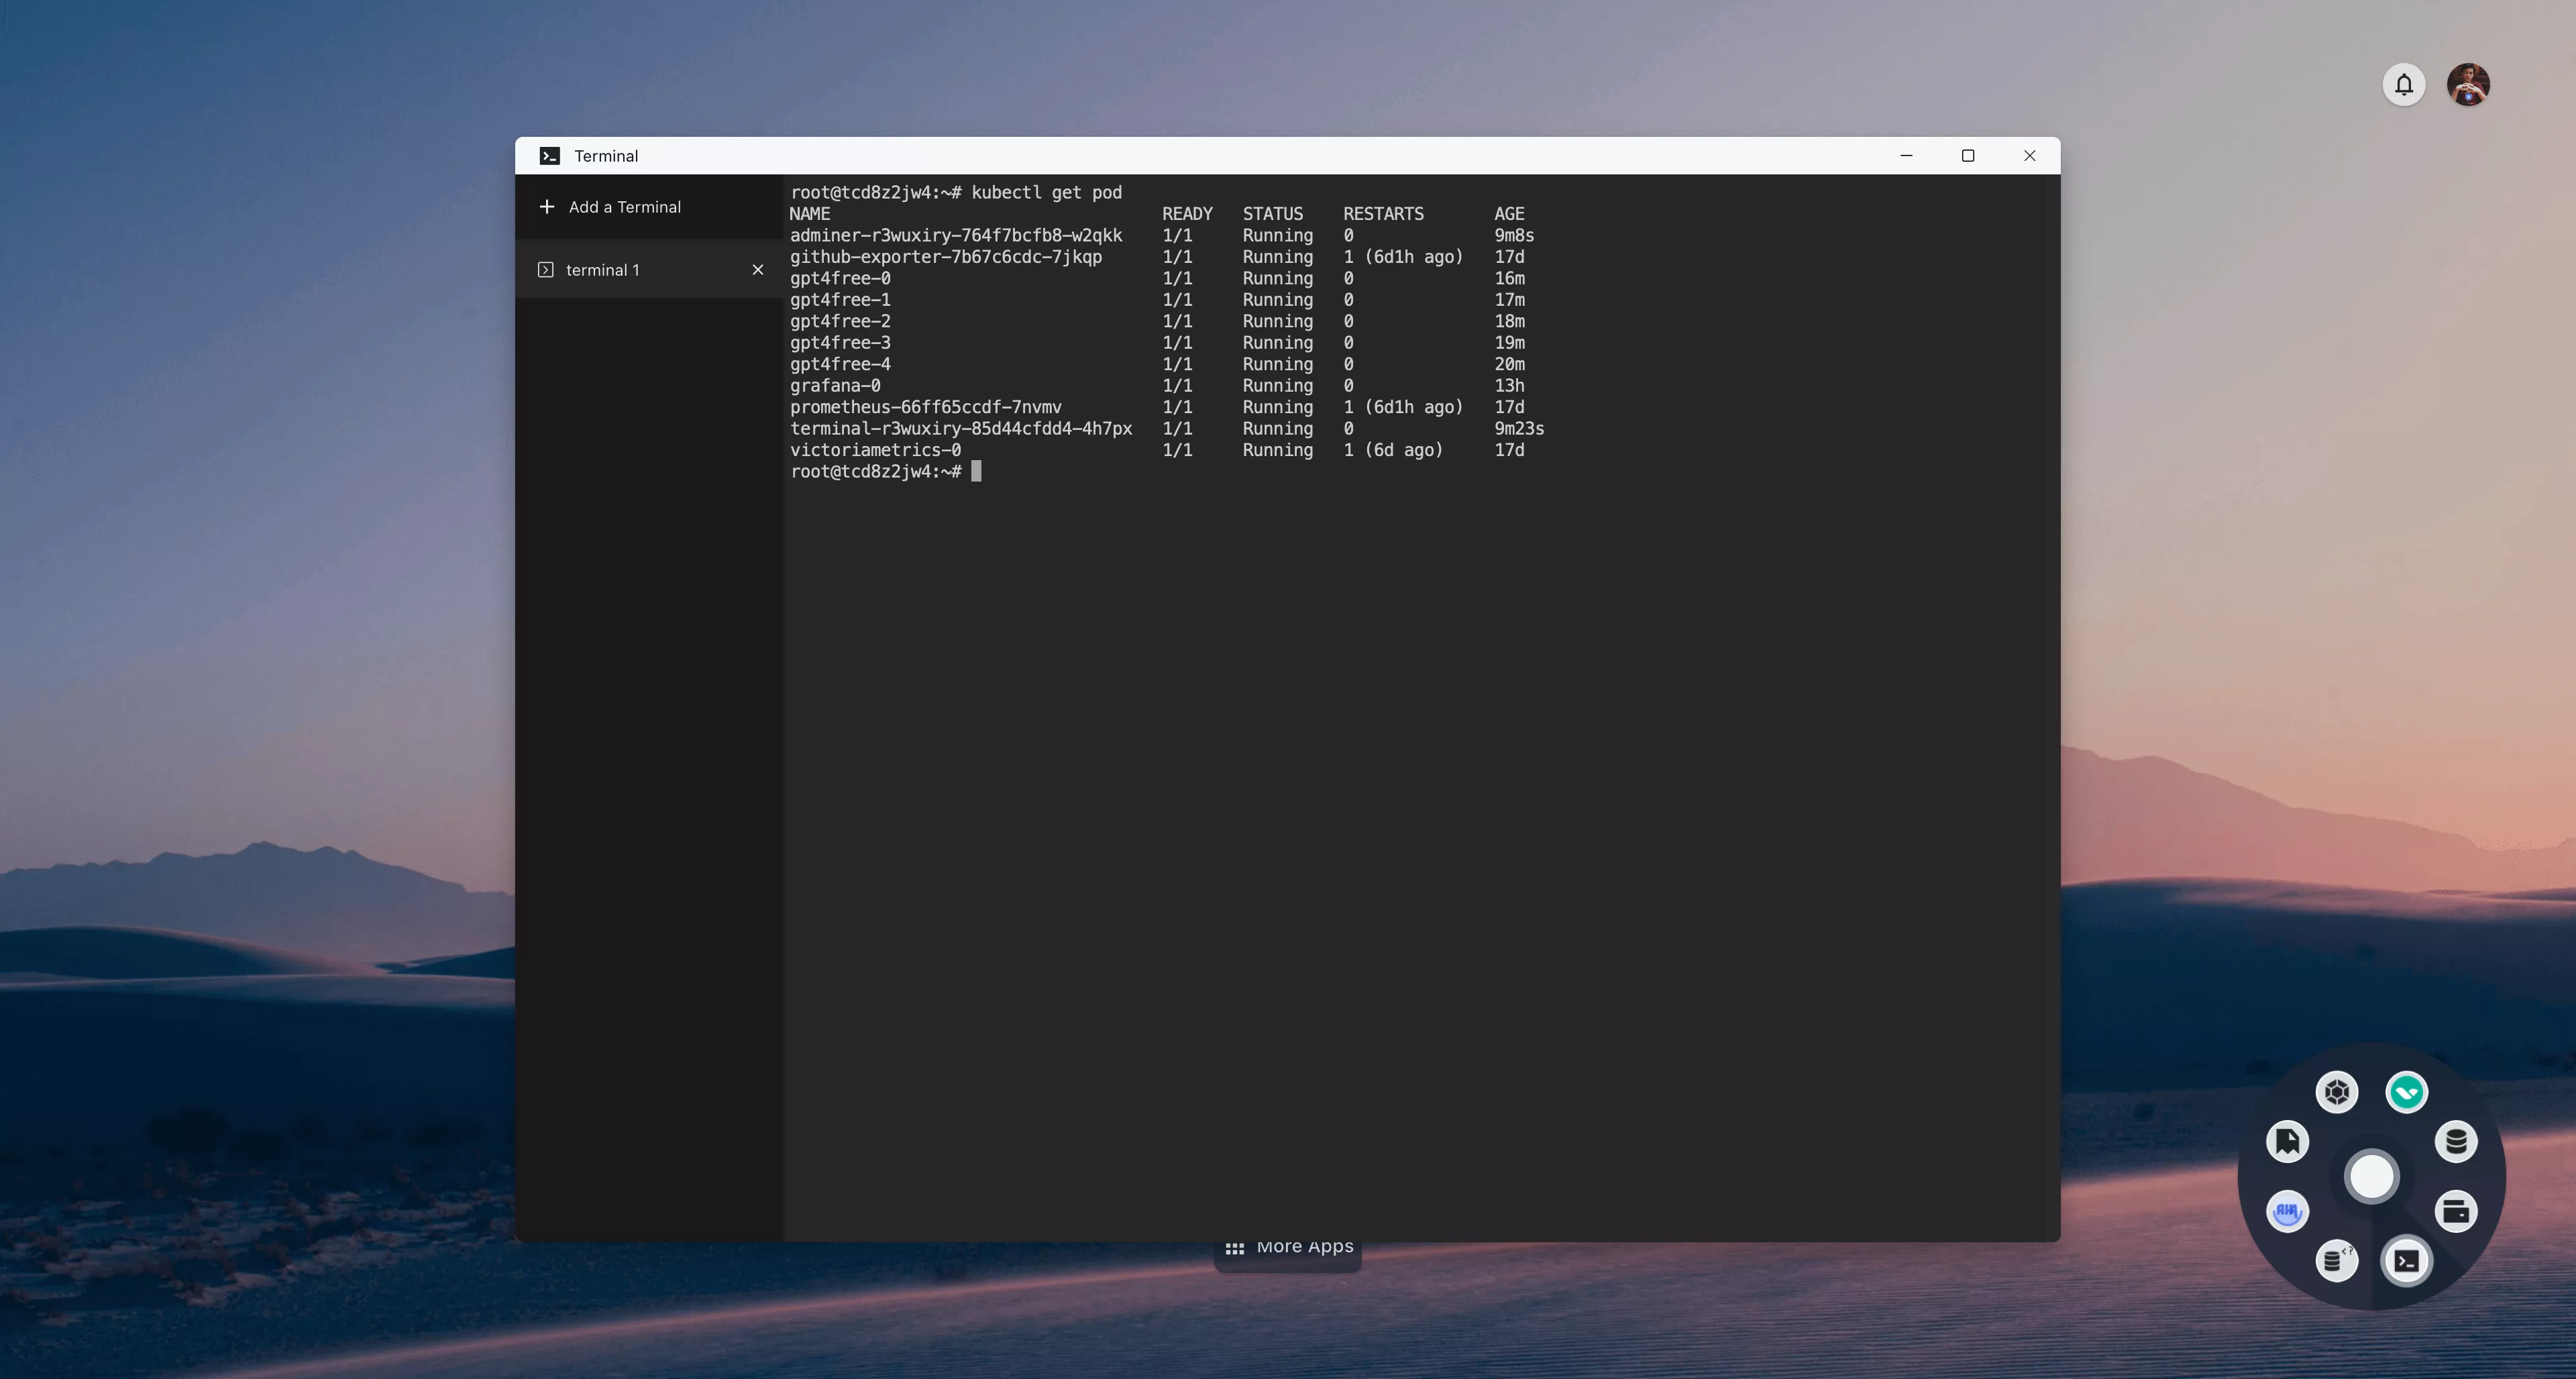 Terminal
Add a Terminal
terminal 1
root@tcd8z2jw4:~# kubectl get pod
NAME READY STATUS RESTARTS AGE
adminer-r3wuxiry-764f7bcfb8-w2qkk 1/1 Running 0 9m8s
github-exporter-7b67c6cdc-7jkqp 1/1 Running 1 (6d1h ago) 17d
gpt4free-0 1/1 Running 0 16m
gpt4free-1 1/1 Running 0 17m
gpt4free-2 1/1 Running 0 18m
gpt4free-3 1/1 Running 0 19m
gpt4free-4 1/1 Running 0 20m
grafana-0 1/1 Running 0 13h
prometheus-66ff65ccdf-7nvmv 1/1 Running 1 (6d1h ago) 17d
terminal-r3wuxiry-85d44cfdd4-4h7px 1/1 Running 0 9m23s
victoriametrics-0 1/1 Running 1 (6d ago) 17d
root@tcd8z2jw4:~#
More Apps